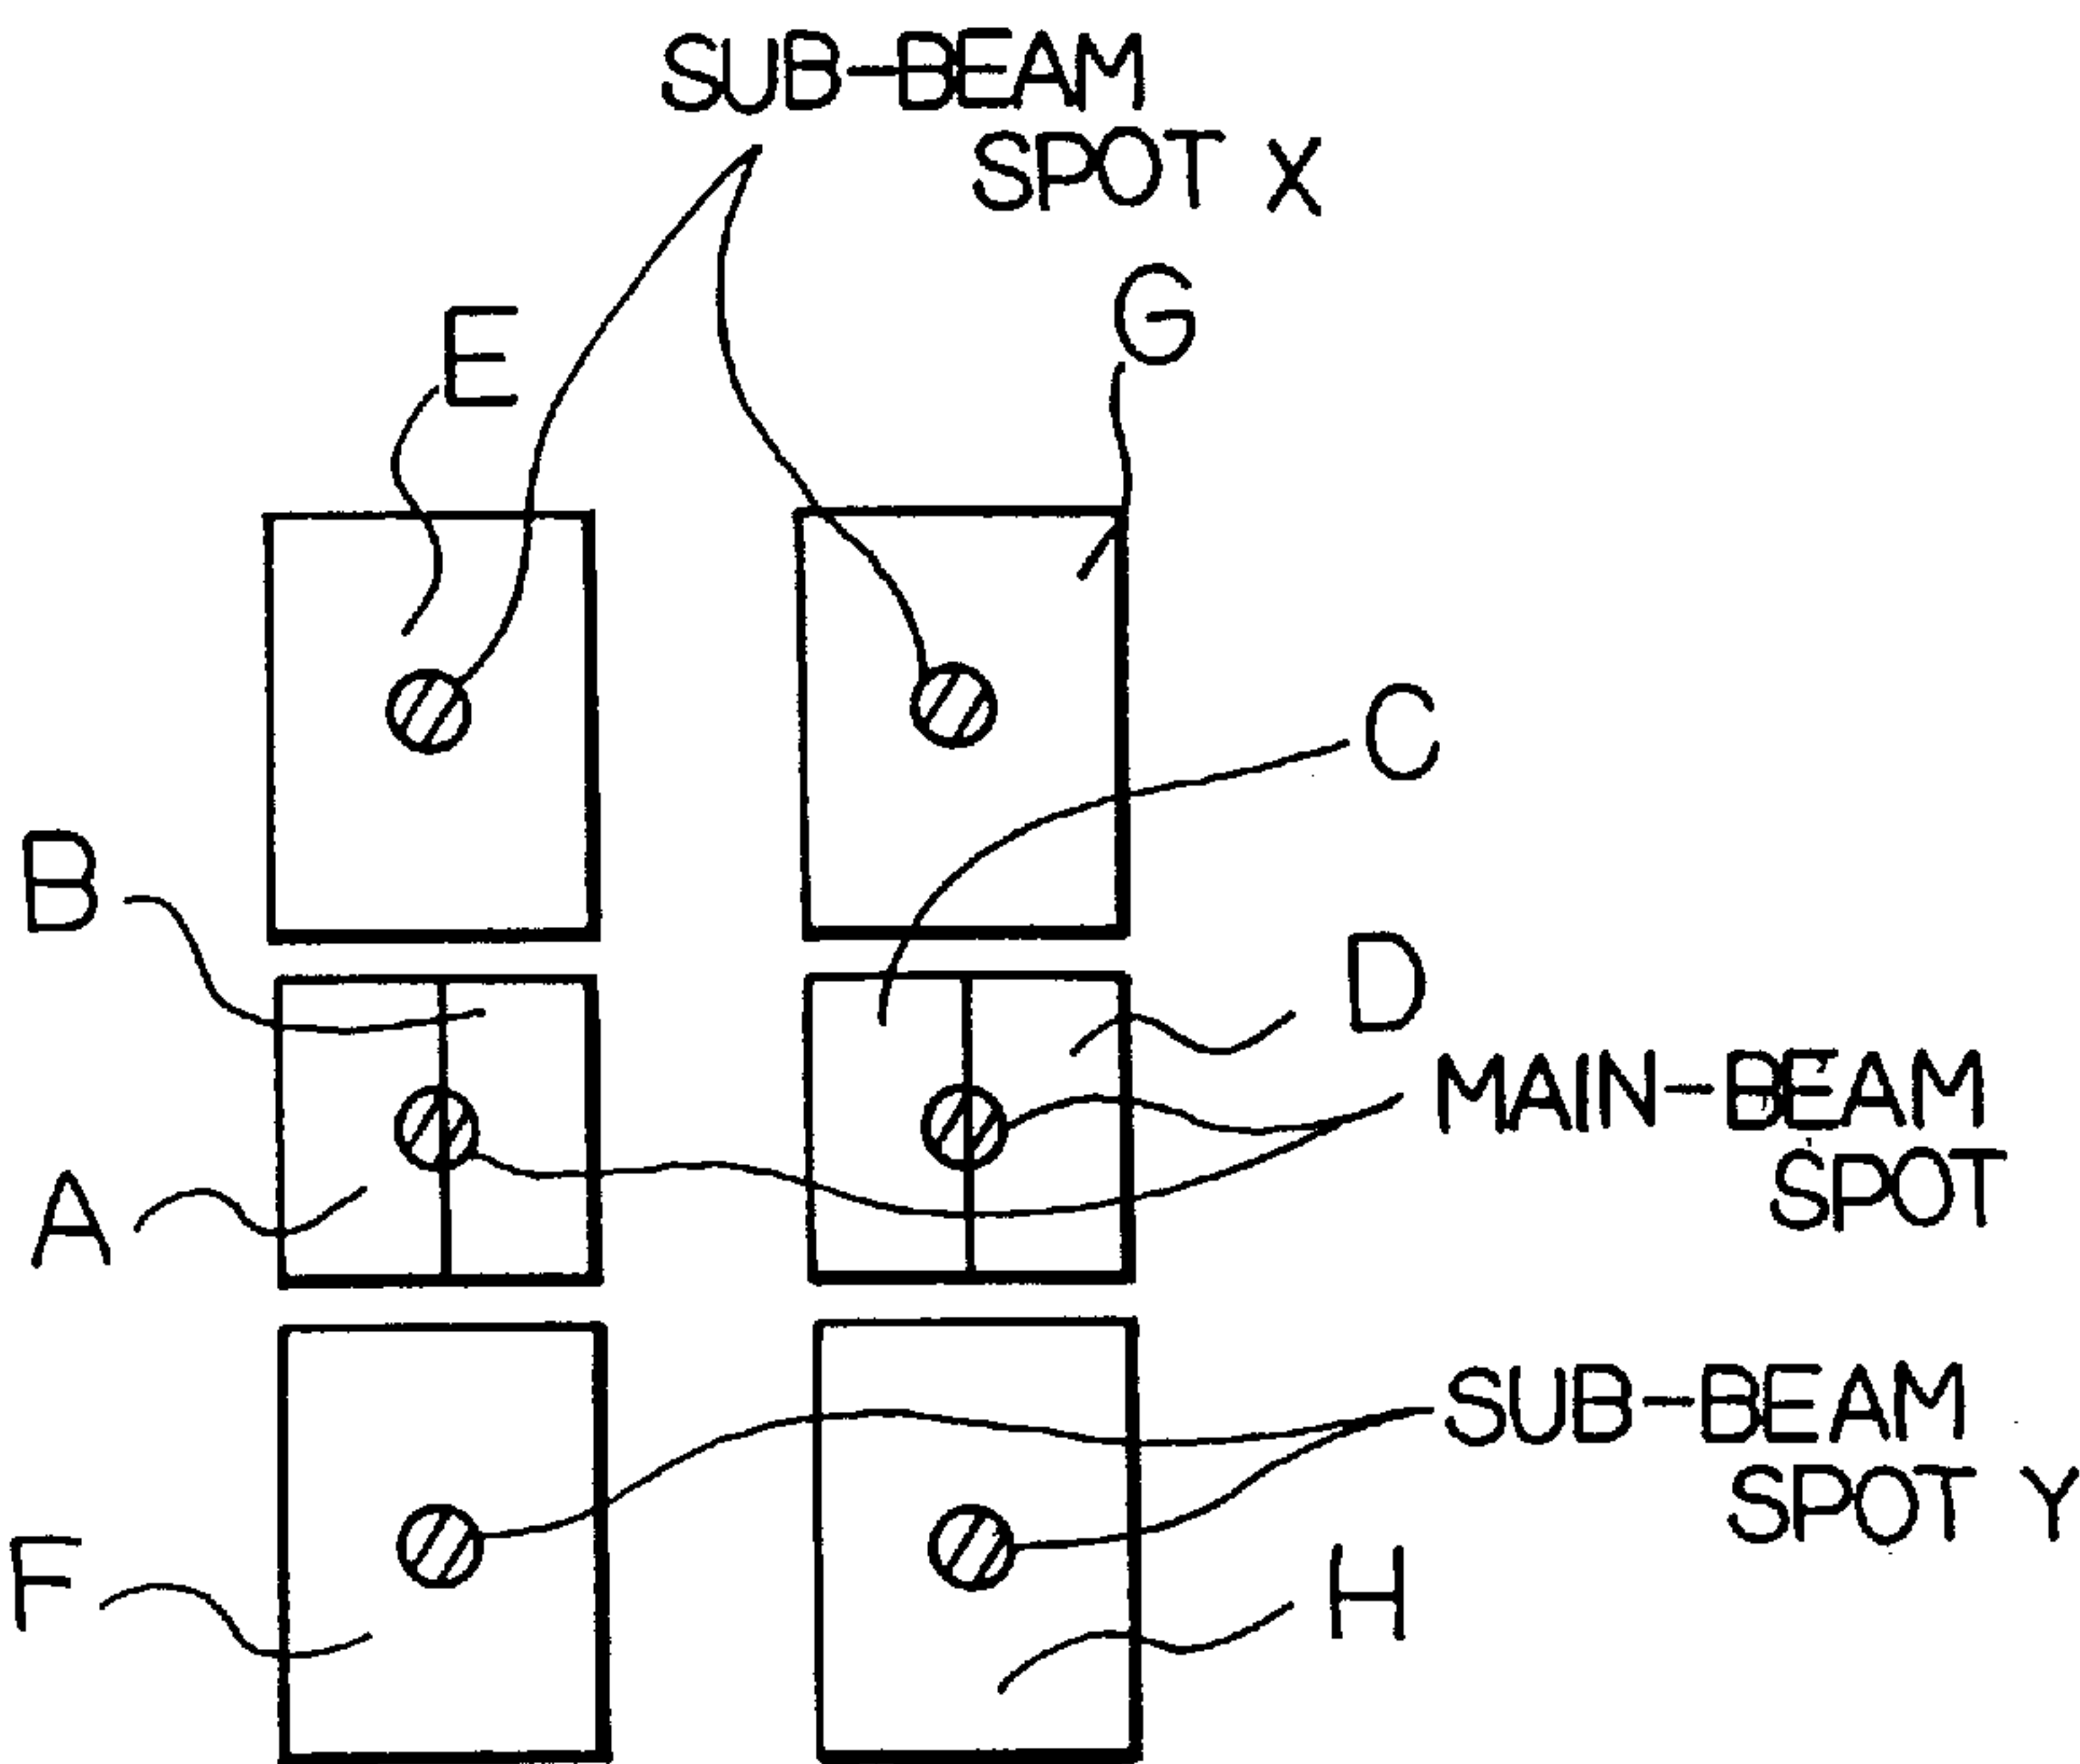 SUB-BEAM
SPOT X
E
G
C
B
D
MAIN-BEAM
SPOT
A
SUB-BEAM
SPOT Y
F
H